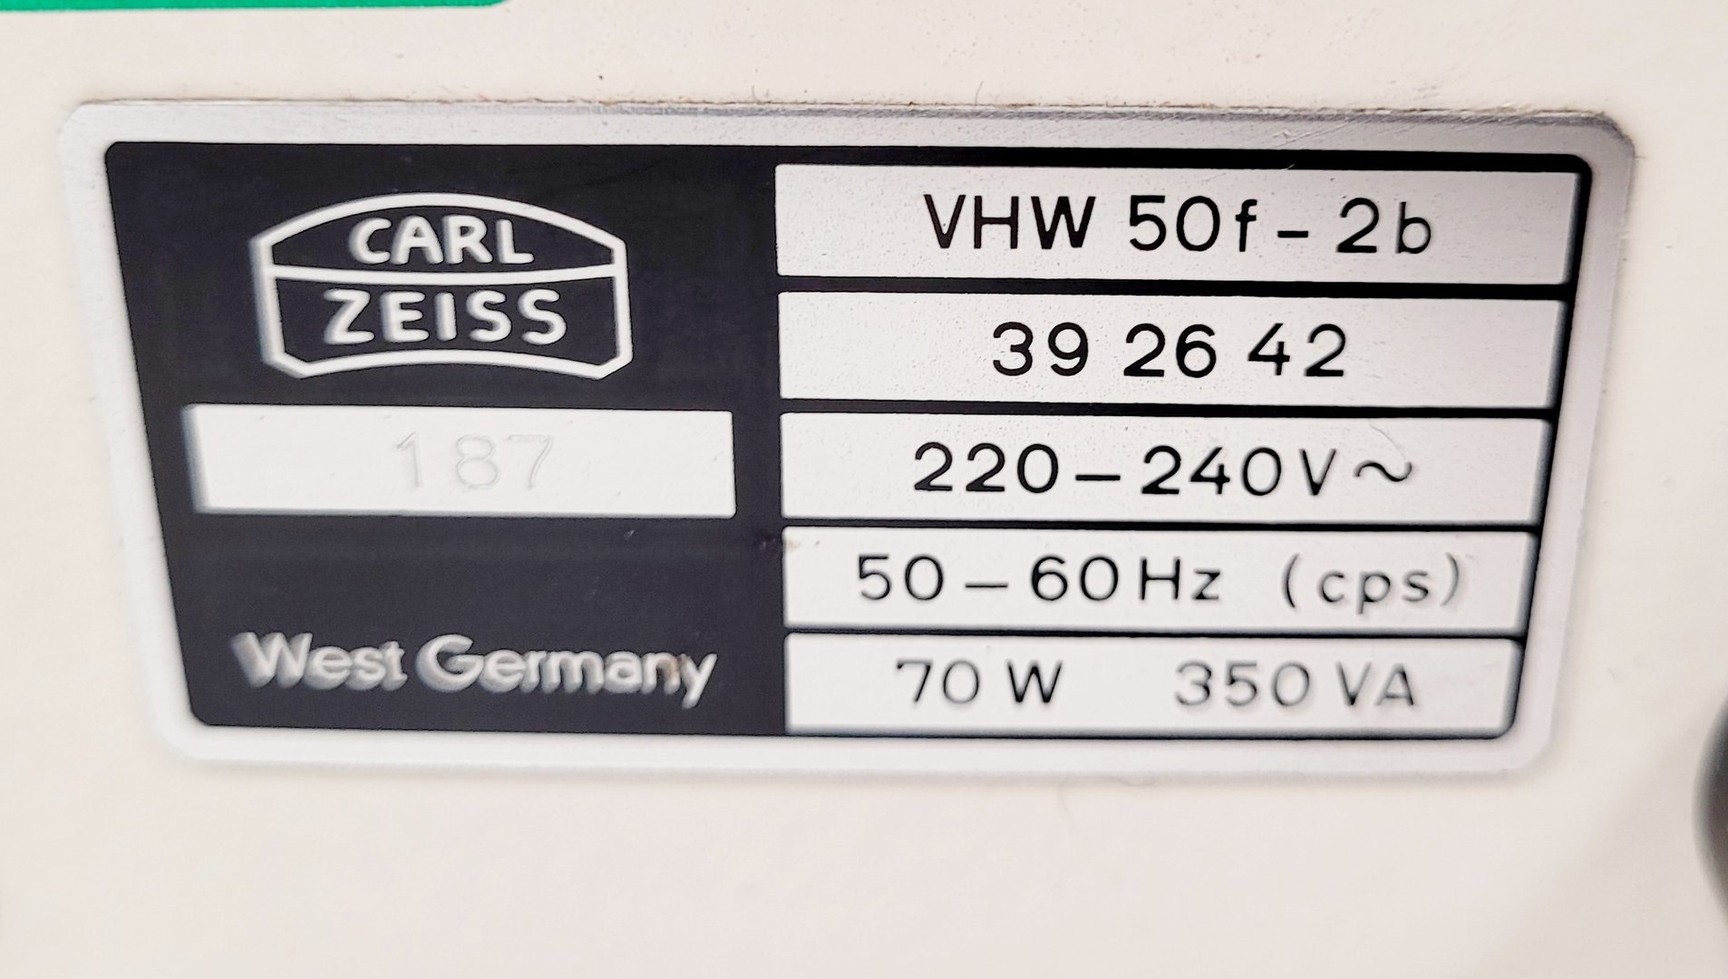 CARL
ZEISS
187
West Germany
VHW 50f - 2b
39 26 42
220 – 240 V ~
50 – 60 Hz (cps)
70 W 350 VA